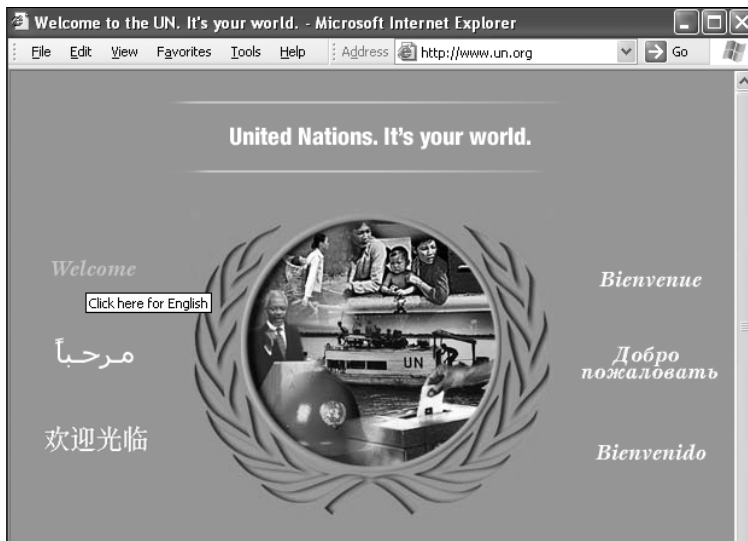 Welcome to the UN. It's your world. - Microsoft Internet Explorer
File Edit View Favorites Tools Help Address http://www.un.org Go
United Nations. It's your world.
Welcome
Click here for English
مرحباً
欢迎光临
UN
Bienvenue
Добро
пожаловать
Bienvenido